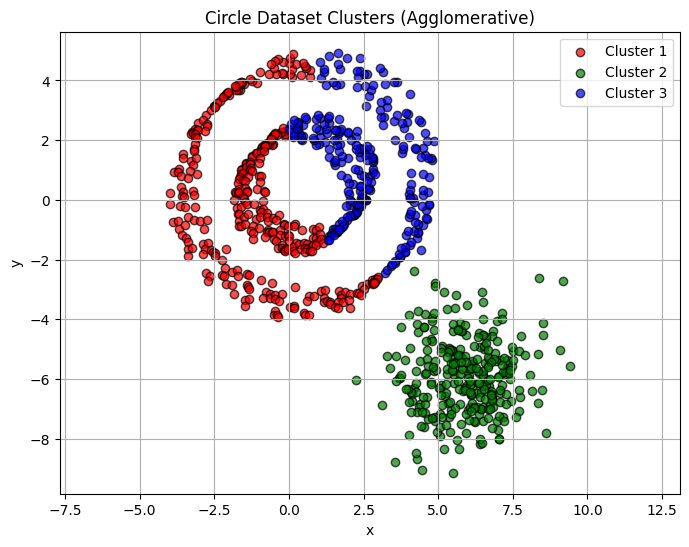 Circle Dataset Clusters (Agglomerative)
Cluster 1
Cluster 2
Cluster 3
y
4
2
0
−2
−4
−6
−8
−7.5 −5.0 −2.5 0.0 2.5 5.0 7.5 10.0 12.5
x